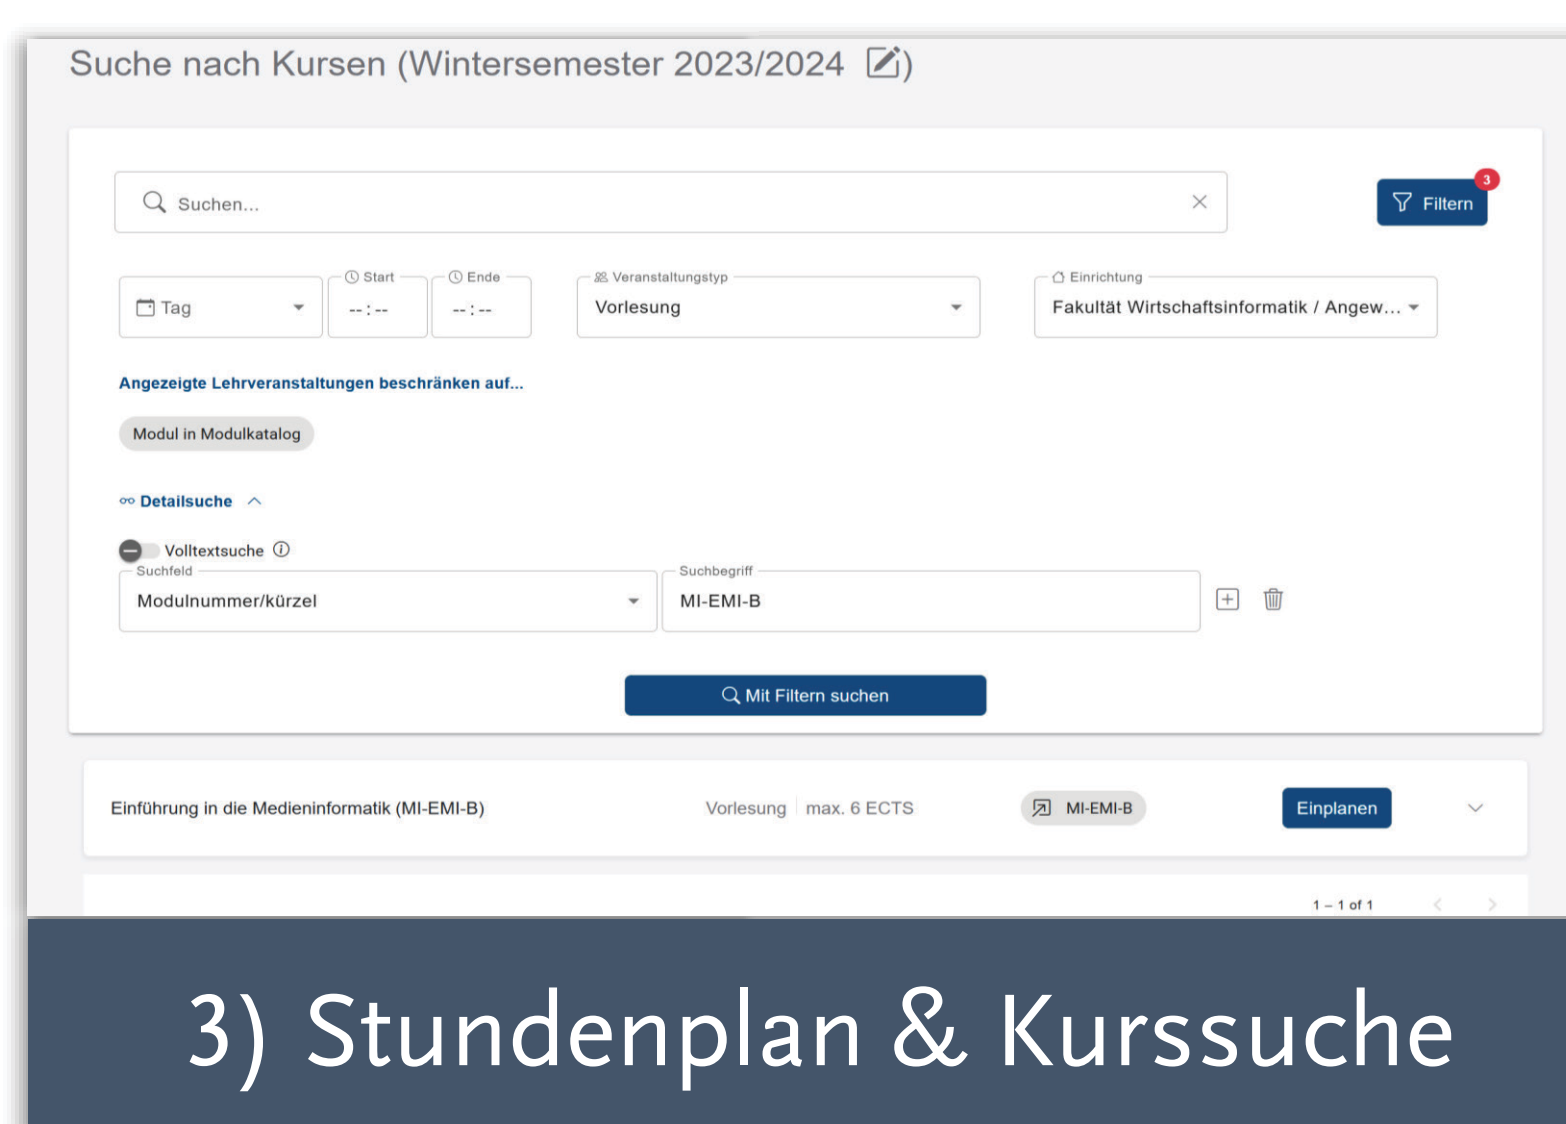 Suche nach Kursen (Wintersemester 2023/2024 )
Suchen...
3
Filtern
Tag
Start
--:--
Ende
--:--
Veranstaltungstyp
Vorlesung
Einrichtung
Fakultät Wirtschaftsinformatik / Angew...
Angezeigte Lehrveranstaltungen beschränken auf...
Modul in Modulkatalog
Detailsuche
Volltextsuche
Suchfeld
Modulnummer/kürzel
Suchbegriff
MI-EMI-B
Mit Filtern suchen
Einführung in die Medieninformatik (MI-EMI-B)
Vorlesung
max. 6 ECTS
MI-EMI-B
Einplanen
1 – 1 of 1
3) Stundenplan & Kurssuche